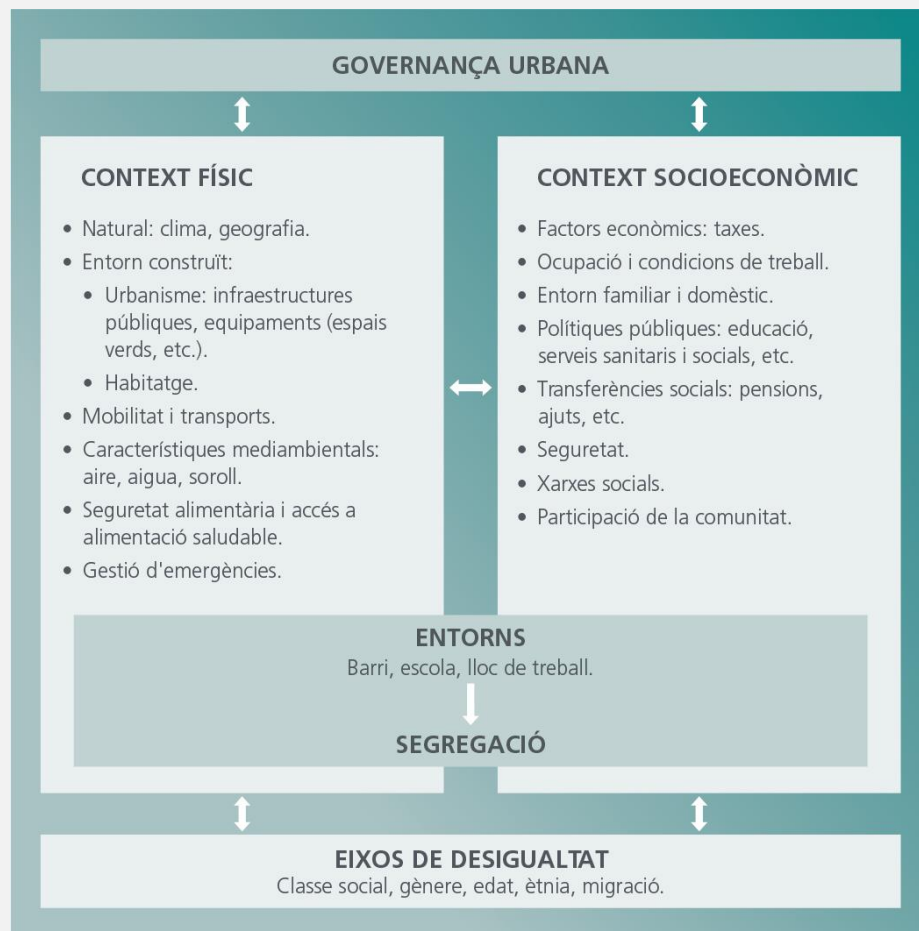 GOVERNANÇA URBANA
CONTEXT FÍSIC
• Natural: clima, geografia.
• Entorn construït:
• Urbanisme: infraestructures
públiques, equipaments (espais
verds, etc.).
• Habitatge.
• Mobilitat i transports.
• Característiques mediambientals:
aire, aigua, soroll.
• Seguretat alimentària i accés a
alimentació saludable.
• Gestió d'emergències.
CONTEXT SOCIOECONÒMIC
• Factors econòmics: taxes.
• Ocupació i condicions de treball.
• Entorn familiar i domèstic.
• Polítiques públiques: educació,
serveis sanitaris i socials, etc.
• Transferències socials: pensions,
ajuts, etc.
• Seguretat.
• Xarxes socials.
• Participació de la comunitat.
ENTORNS
Barri, escola, lloc de treball.
SEGREGACIÓ
EIXOS DE DESIGUALTAT
Classe social, gènere, edat, ètnia, migració.